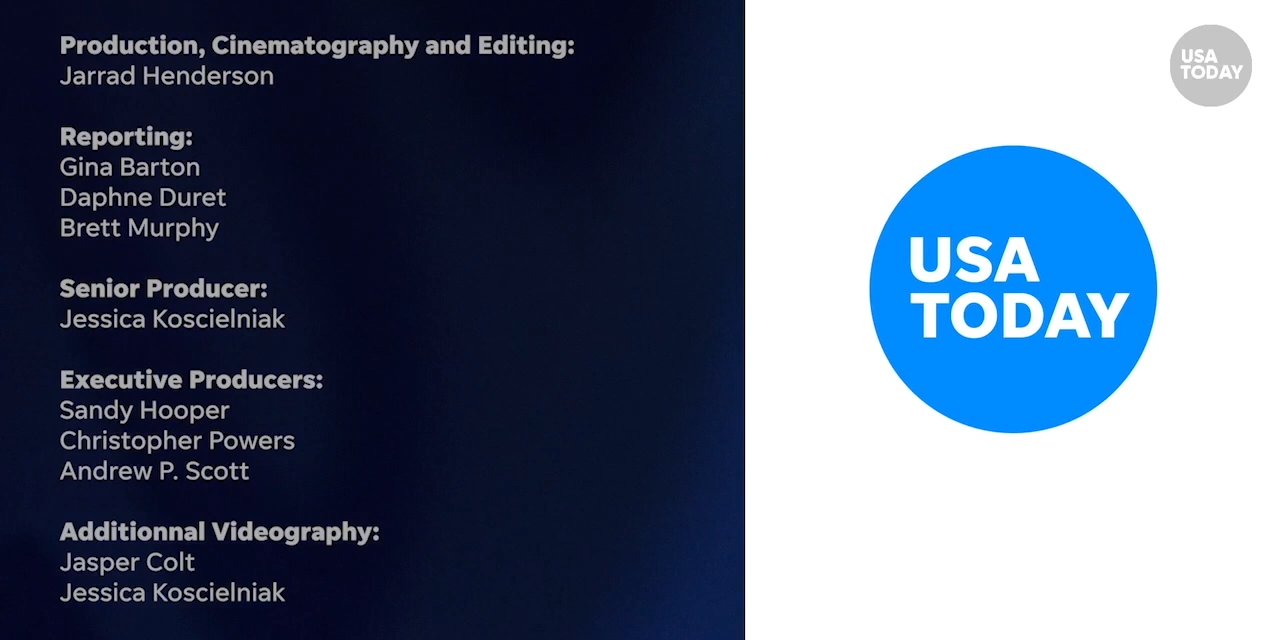 Production, Cinematography and Editing:
Jarrad Henderson
Reporting:
Gina Barton
Daphne Duret
Brett Murphy
Senior Producer:
Jessica Koscielniak
Executive Producers:
Sandy Hooper
Christopher Powers
Andrew P. Scott
Additionnal Videography:
Jasper Colt
Jessica Koscielniak
USA
TODAY
USA
TODAY